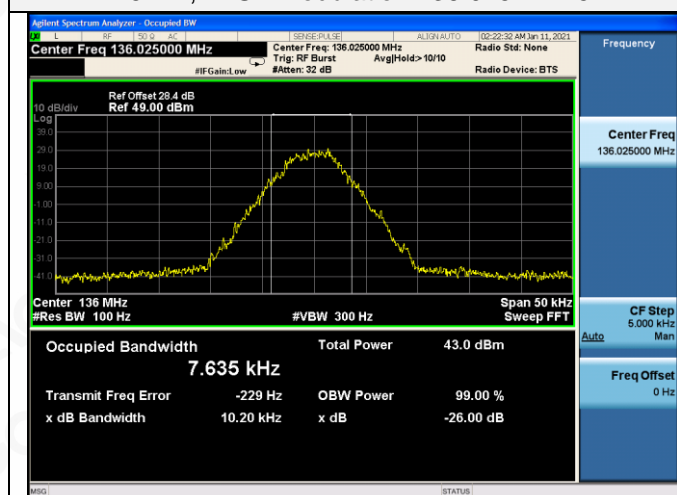 Agilent Spectrum Analyzer - Occupied BW
L RF 50 Ω AC SENSE:PULSE ALIGN AUTO 02:22:32 AM Jan 11, 2021
Center Freq 136.025000 MHz
Center Freq: 136.025000 MHz
Radio Std: None
Trig: RF Burst
Avg|Hold:> 10/10
#IFGain:Low
#Atten: 32 dB
Radio Device: BTS
Ref Offset 28.4 dB
10 dB/div
Ref 49.00 dBm
Log
39.0
29.0
19.0
9.00
-1.00
-11.0
-21.0
-31.0
-41.0
Center 136 MHz
Span 50 kHz
#Res BW 100 Hz
#VBW 300 Hz
Sweep FFT
Occupied Bandwidth
Total Power
43.0 dBm
7.635 kHz
Transmit Freq Error
-229 Hz
OBW Power
99.00 %
x dB Bandwidth
10.20 kHz
x dB
-26.00 dB
MSG
STATUS
Frequency
Center Freq
136.025000 MHz
CF Step
5.000 kHz
Auto
Man
Freq Offset
0 Hz